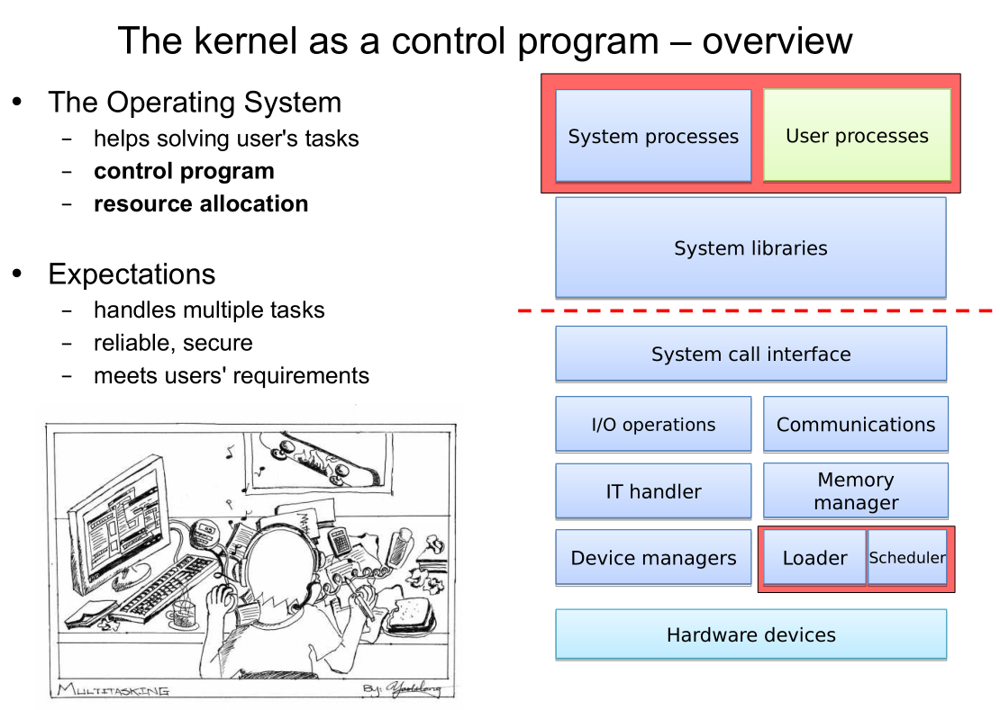 The kernel as a control program – overview
• The Operating System
– helps solving user's tasks
– control program
– resource allocation
• Expectations
– handles multiple tasks
– reliable, secure
– meets users' requirements
MULTITASKING
By:
System processes
User processes
System libraries
System call interface
I/O operations
Communications
IT handler
Memory
manager
Device managers
Loader
Scheduler
Hardware devices